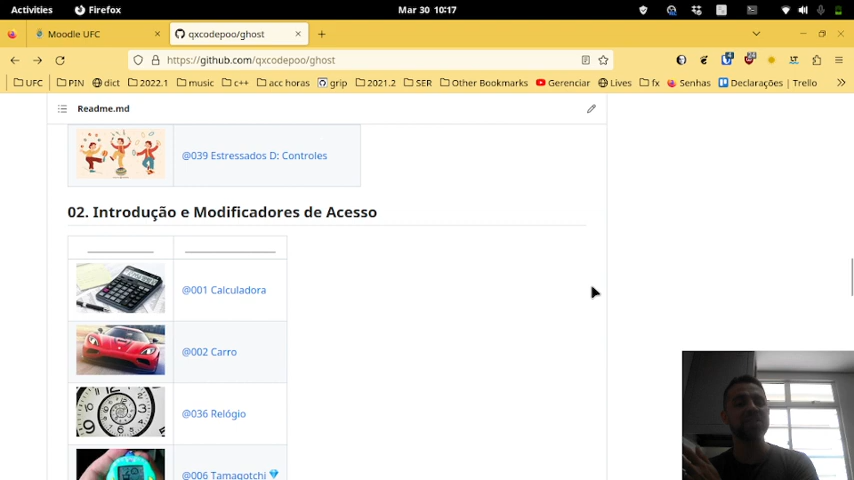 Activities
Firefox
Mar 30 10:17
Moodle UFC
qxcodepoo/ghost
https://github.com/qxcodepoo/ghost
UFC
PIN
dict
2022.1
music
c++
acc horas
grip
2021.2
SER
Other Bookmarks
Gerenciar
Lives
fx
Senhas
Declarações | Trello
Readme.md
@039 Estressados D: Controles
02. Introdução e Modificadores de Acesso
@001 Calculadora
@002 Carro
@036 Relógio
@006 Tamagotchi